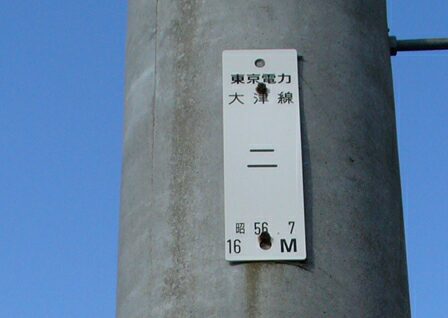 東京電力
大津線
二
昭 56.7
16 M